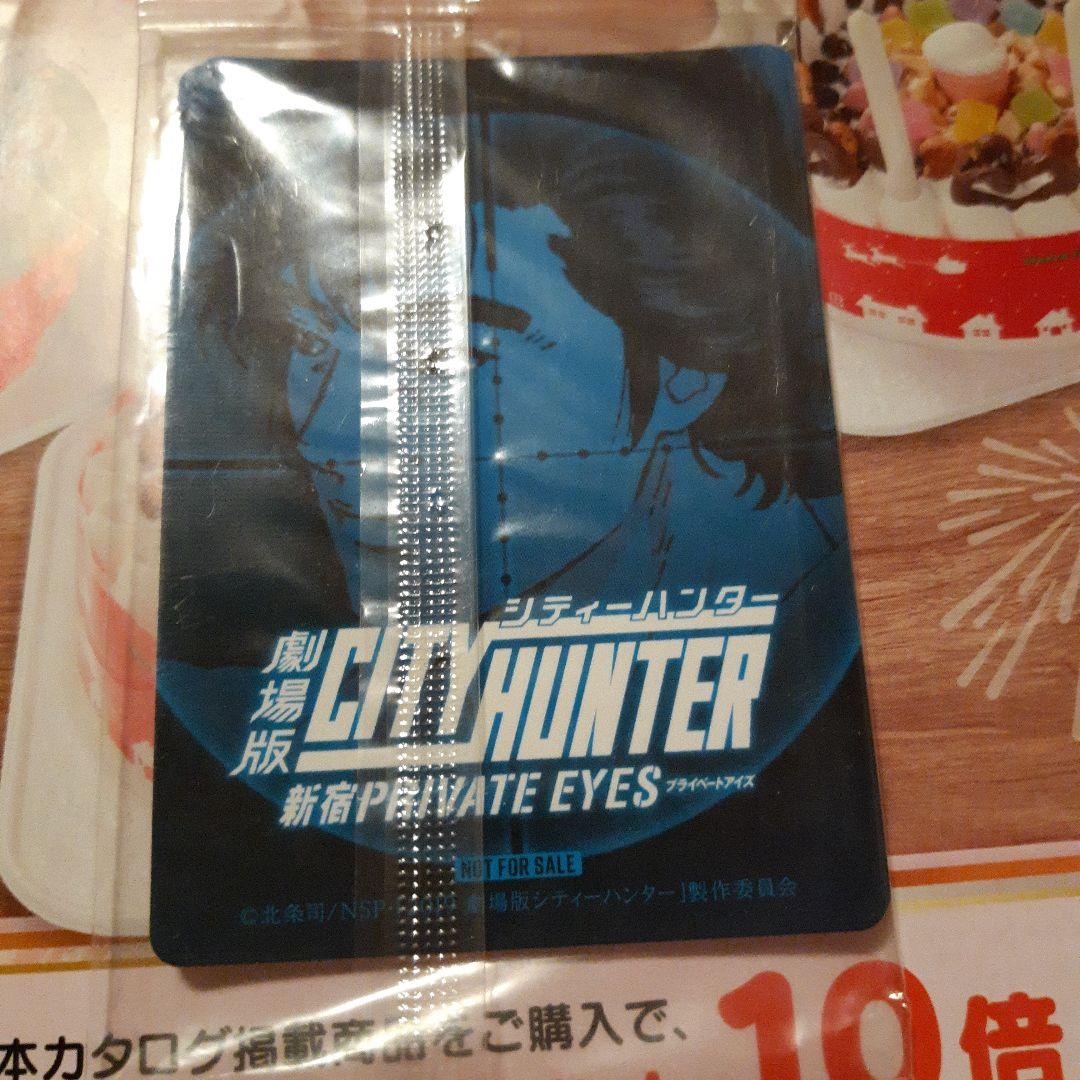 シティーハンター
劇場版
CITY HUNTER
新宿PRIVATE EYES プライベートアイズ
NOT FOR SALE
©北条司/NSP・「2019 劇場版シティーハンター」製作委員会
本カタログ掲載商品をご購入で、
10倍